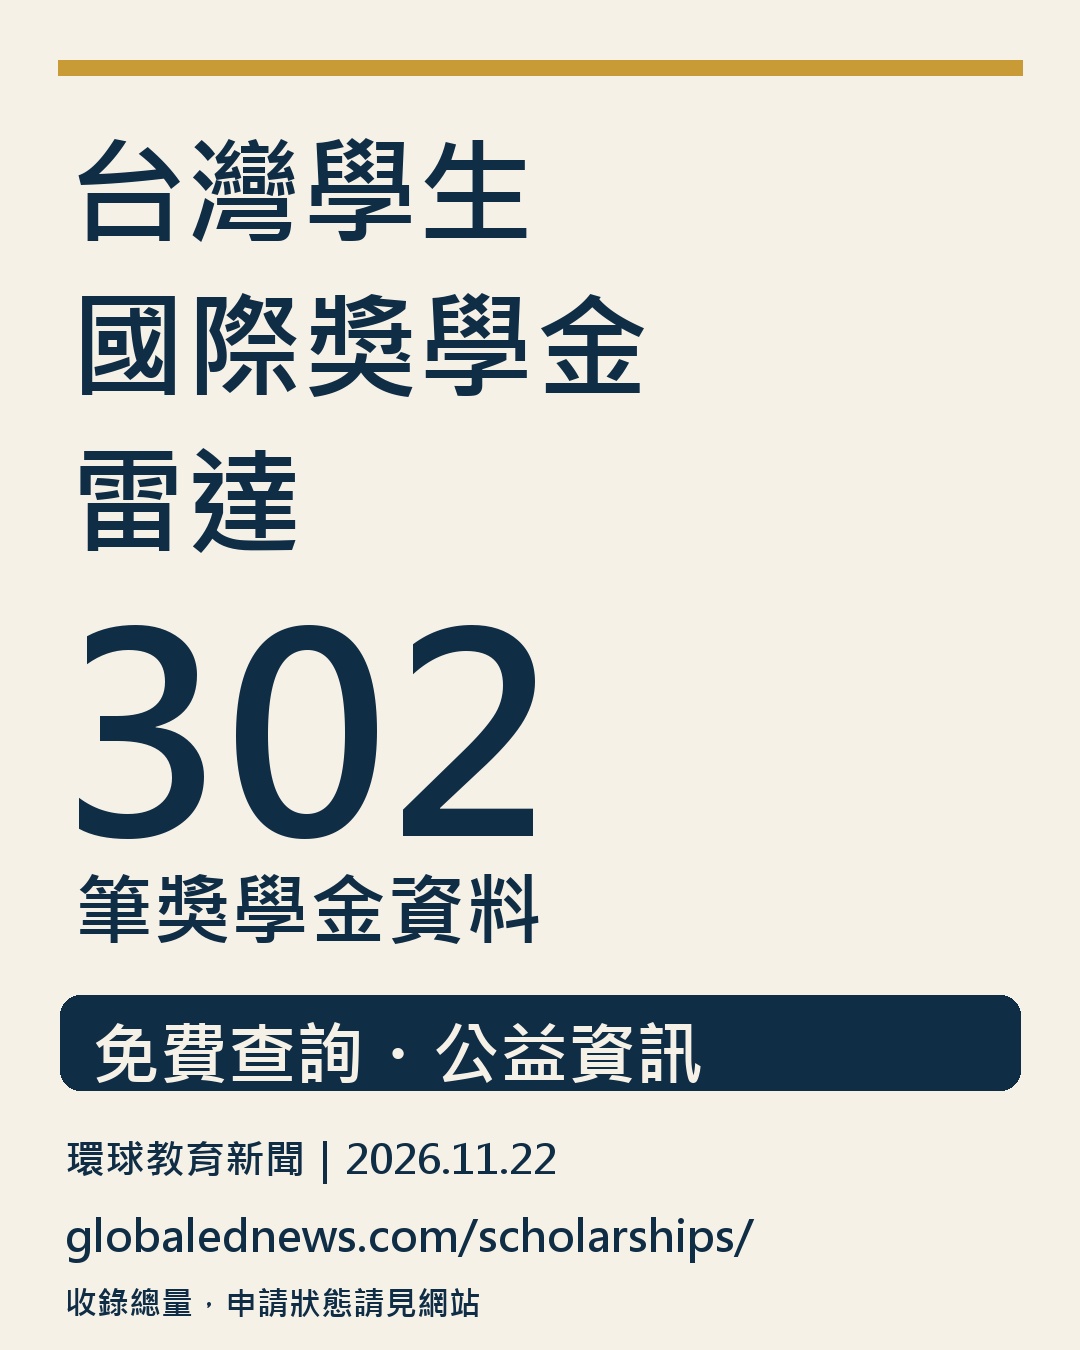 台灣學生
國際獎學金
雷達
302
筆獎學金資料
免費查詢・公益資訊
環球教育新聞 | 2026.11.22
globalednews.com/scholarships/
收錄總量，申請狀態請見網站